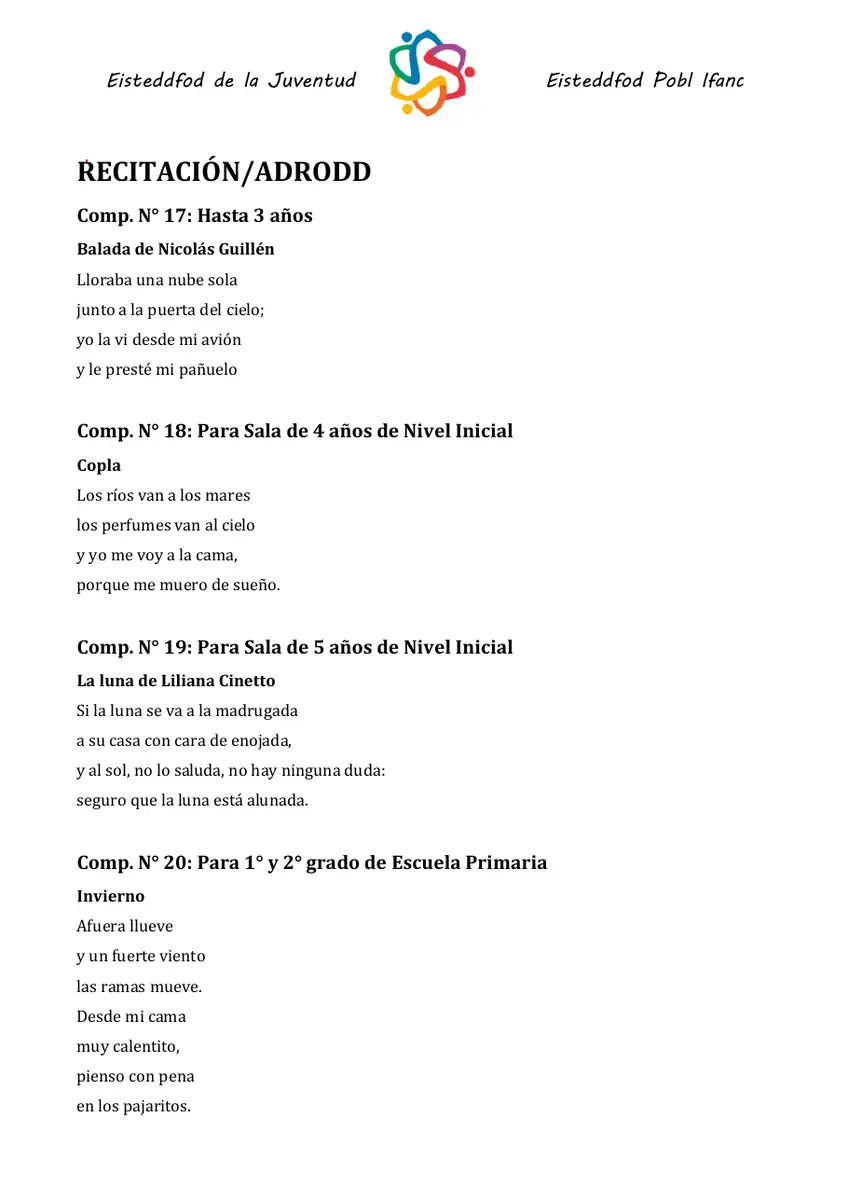 Eisteddfod de la Juventud
Eisteddfod Pobl Ifanc
RECITACIÓN/ADRODD
Comp. N° 17: Hasta 3 años
Balada de Nicolás Guillén
Lloraba una nube sola
junto a la puerta del cielo;
yo la vi desde mi avión
y le presté mi pañuelo
Comp. N° 18: Para Sala de 4 años de Nivel Inicial
Copla
Los ríos van a los mares
los perfumes van al cielo
y yo me voy a la cama,
porque me muero de sueño.
Comp. N° 19: Para Sala de 5 años de Nivel Inicial
La luna de Liliana Cinetto
Si la luna se va a la madrugada
a su casa con cara de enojada,
y al sol, no lo saluda, no hay ninguna duda:
seguro que la luna está alunada.
Comp. N° 20: Para 1° y 2° grado de Escuela Primaria
Invierno
Afuera llueve
y un fuerte viento
las ramas mueve.
Desde mi cama
muy calentito,
pienso con pena
en los pajaritos.